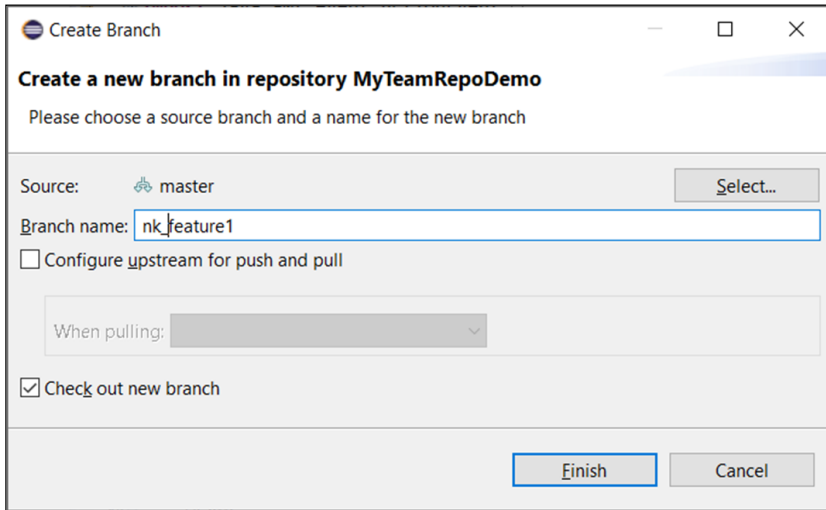 Create Branch
Create a new branch in repository MyTeamRepoDemo
Please choose a source branch and a name for the new branch
Source: master Select...
Branch name: nk_feature1
Configure upstream for push and pull
When pulling:
Check out new branch
Finish Cancel